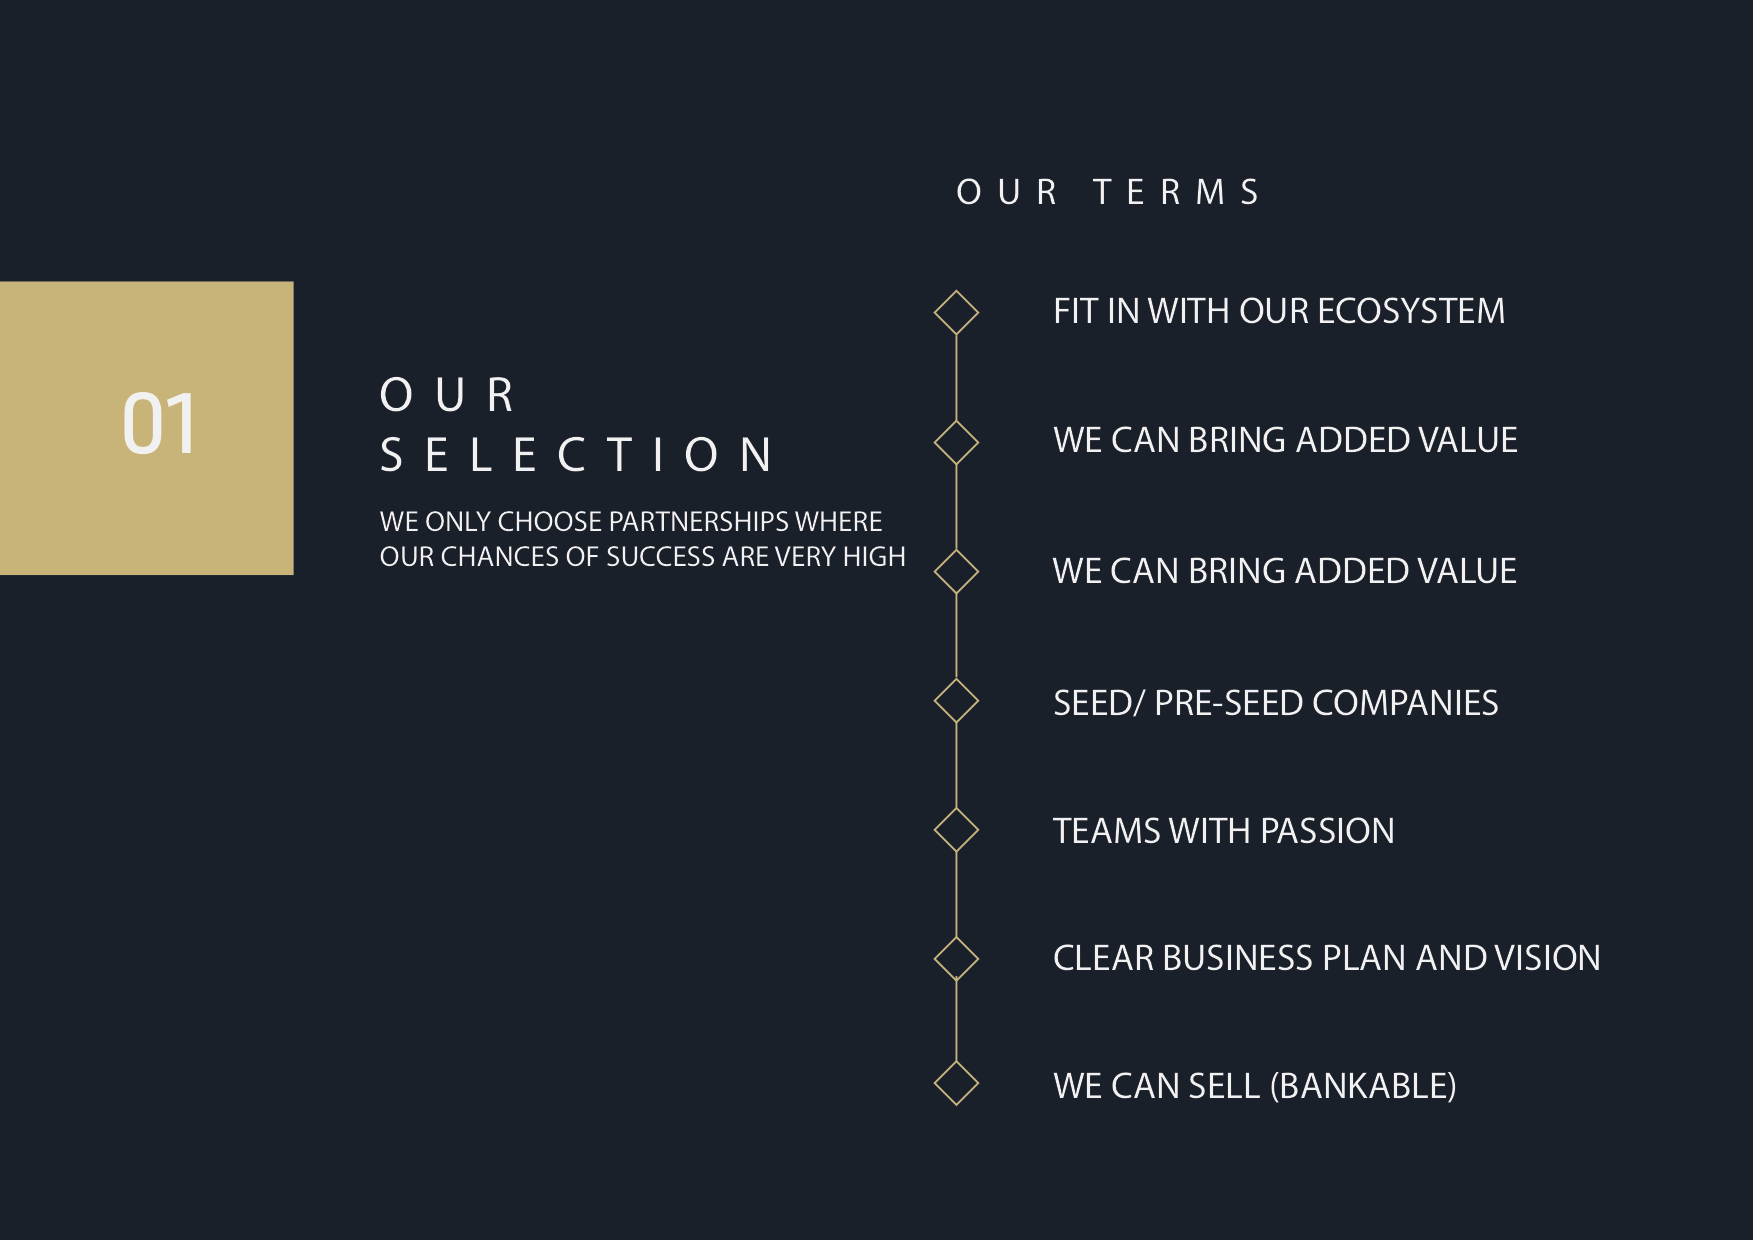 01
OUR
SELECTION
WE ONLY CHOOSE PARTNERSHIPS WHERE
OUR CHANCES OF SUCCESS ARE VERY HIGH
OUR TERMS
FIT IN WITH OUR ECOSYSTEM
WE CAN BRING ADDED VALUE
WE CAN BRING ADDED VALUE
SEED/ PRE-SEED COMPANIES
TEAMS WITH PASSION
CLEAR BUSINESS PLAN AND VISION
WE CAN SELL (BANKABLE)